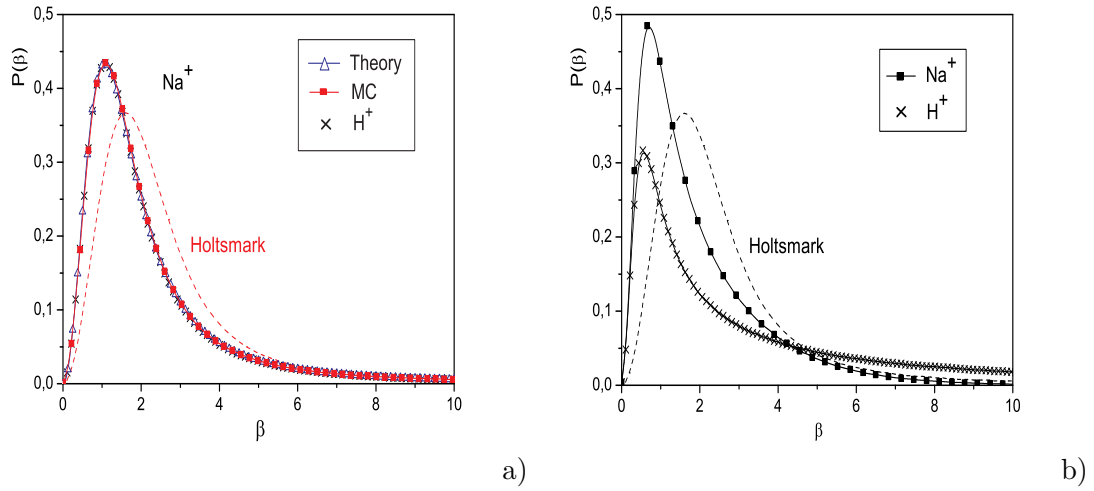 0,5
0,4
0,3
0,2
0,1
0,0
P(β)
Na+
Theory
MC
H+
Holtsmark
0 2 4 6 8 10
β
a)
0,5
0,4
0,3
0,2
0,1
0,0
P(β)
Na+
H+
Holtsmark
0 2 4 6 8 10
β
b)